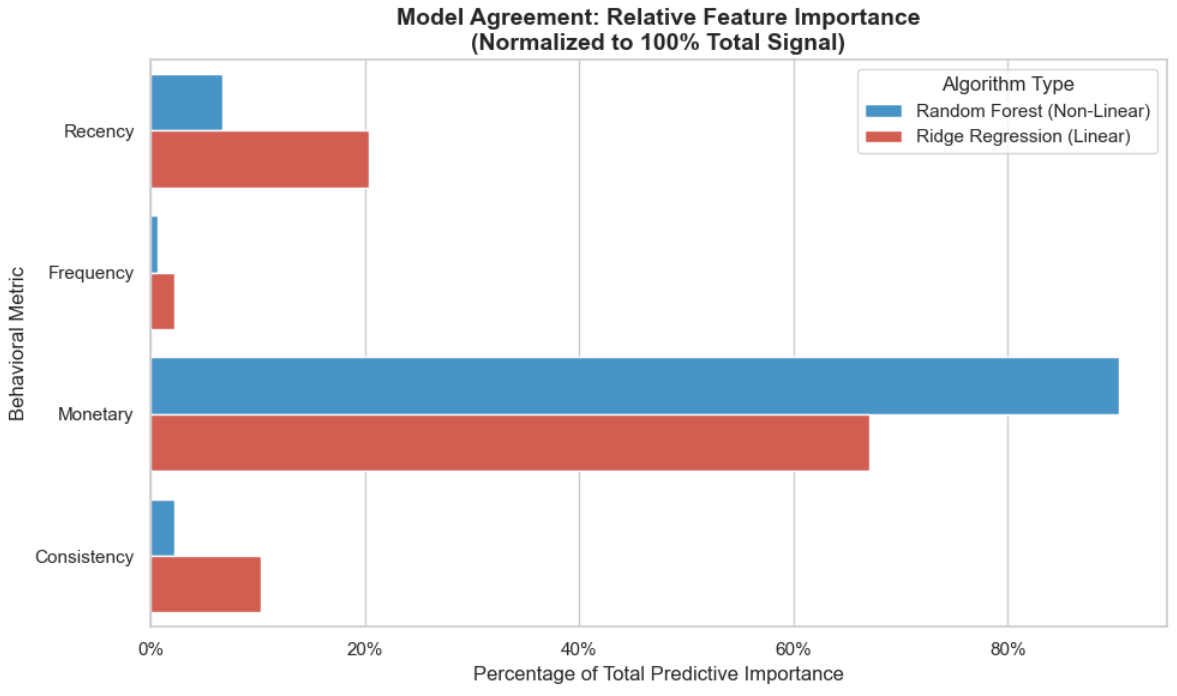 Model Agreement: Relative Feature Importance
(Normalized to 100% Total Signal)
Algorithm Type
Random Forest (Non-Linear)
Ridge Regression (Linear)
Behavioral Metric
Recency
Frequency
Monetary
Consistency
0%
20%
40%
60%
80%
Percentage of Total Predictive Importance